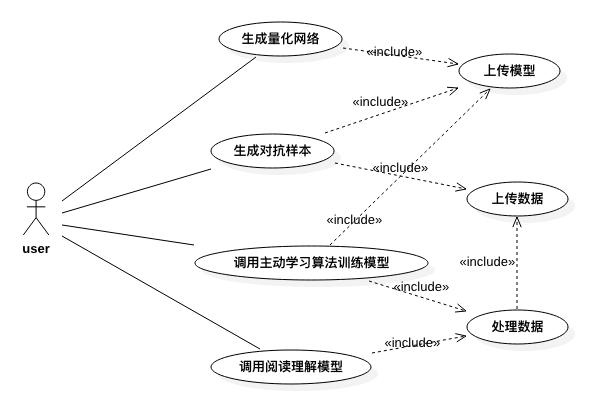 生成量化网络
«include»
上传模型
«include»
生成对抗样本
«include»
上传数据
«include»
user
调用主动学习算法训练模型
«include»
«include»
处理数据
«include»
调用阅读理解模型